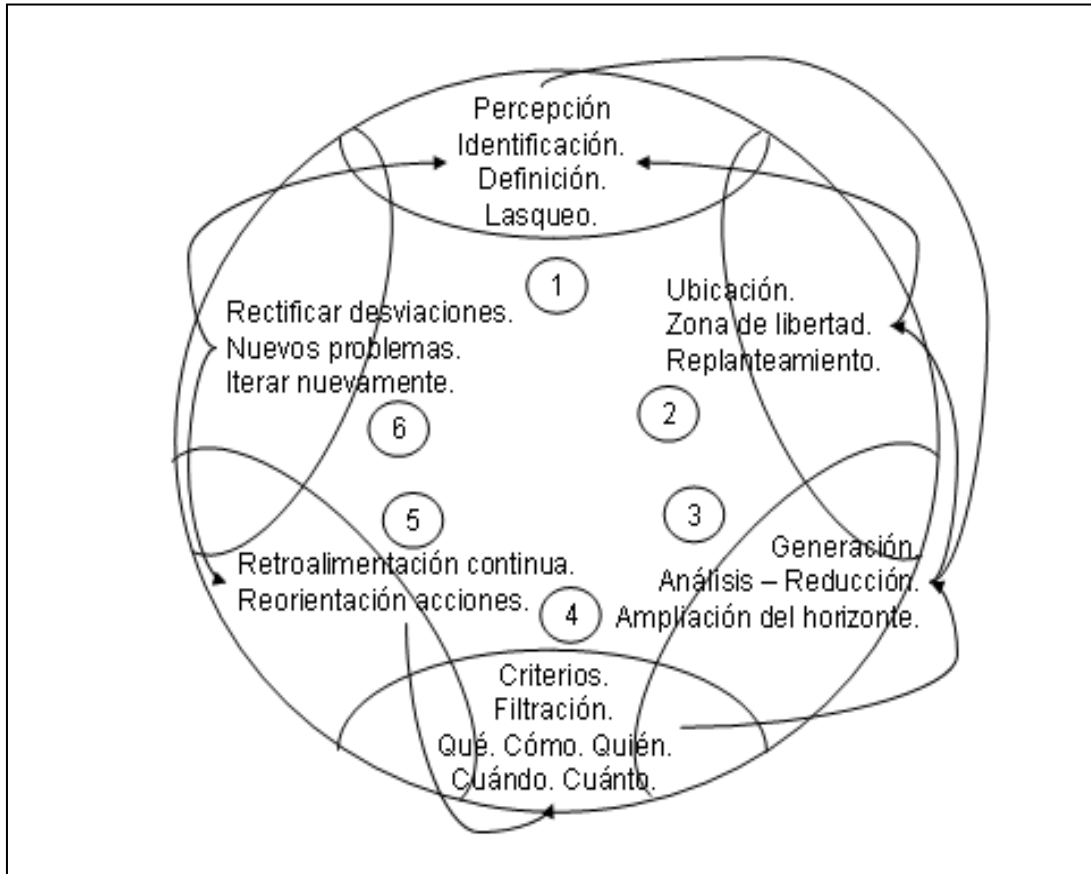 Percepción
Identificación.
Definición.
Lasqueo.
1
Ubicación.
Zona de libertad.
Replanteamiento.
2
3
Generación.
Análisis – Reducción.
Ampliación del horizonte.
4
Criterios.
Filtración.
Qué. Cómo. Quién.
Cuándo. Cuánto.
5
Retroalimentación continua.
Reorientación acciones.
6
Rectificar desviaciones.
Nuevos problemas.
Iterar nuevamente.